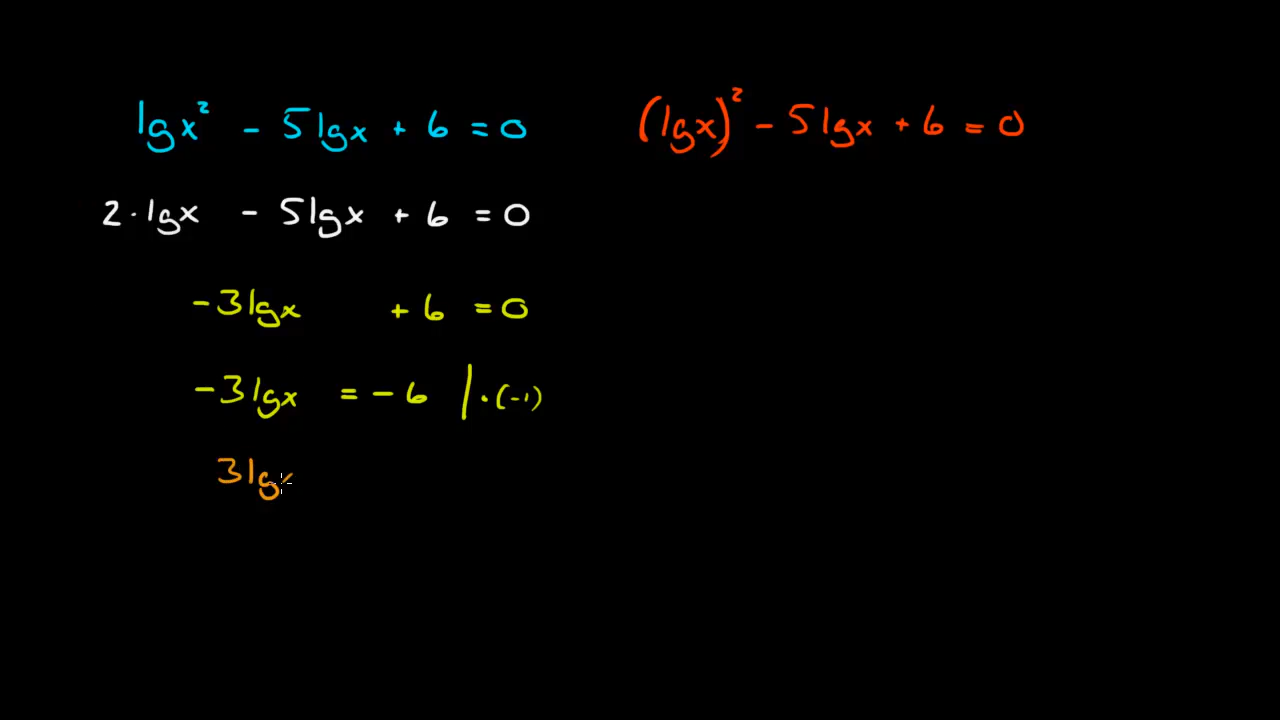 lgx² - 5lgx + 6 = 0
(lgx)² - 5lgx + 6 = 0
2·lgx - 5lgx + 6 = 0
-3lgx + 6 = 0
-3lgx = -6 | ·(-1)
3lgx